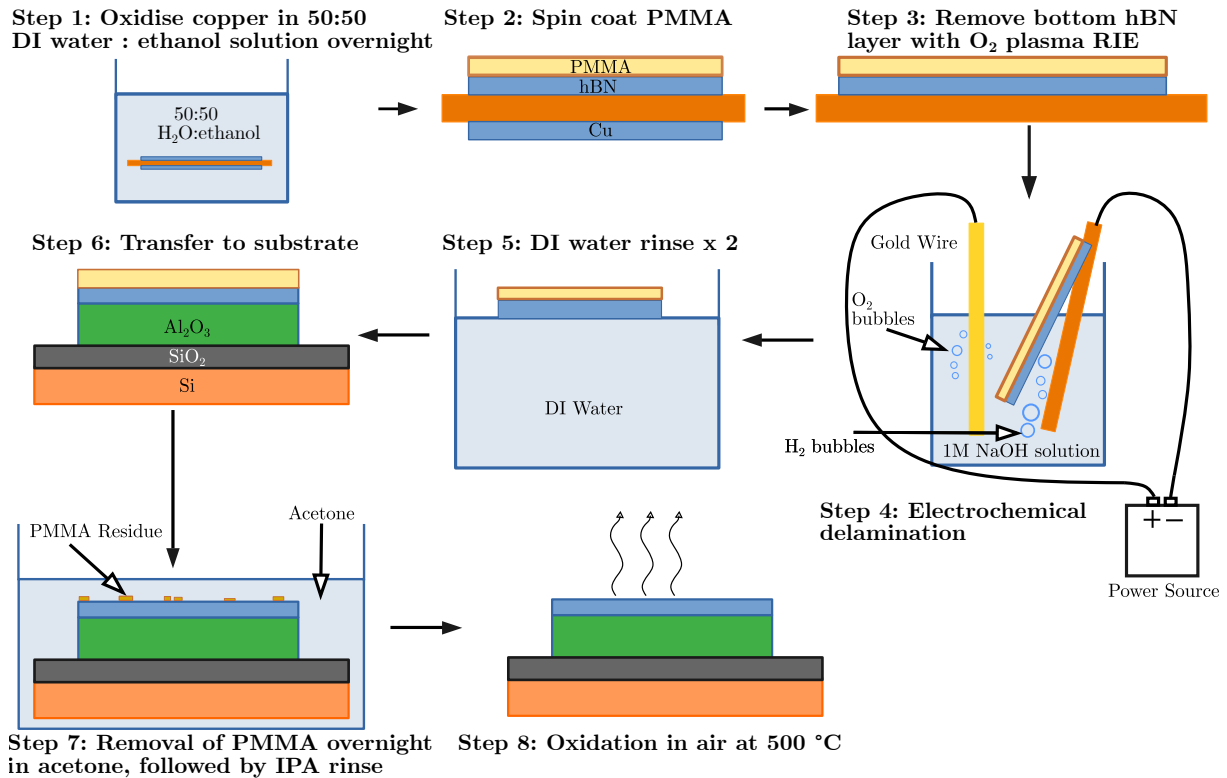 Step 1: Oxidise copper in 50:50
DI water : ethanol solution overnight
50:50
H₂O:ethanol
Step 2: Spin coat PMMA
PMMA
hBN
Cu
Step 3: Remove bottom hBN
layer with O₂ plasma RIE
Gold Wire
O₂
bubbles
H₂ bubbles
1M NaOH solution
Step 4: Electrochemical
delamination
+ −
Power Source
Step 5: DI water rinse x 2
DI Water
Step 6: Transfer to substrate
Al₂O₃
SiO₂
Si
PMMA Residue
Acetone
Step 7: Removal of PMMA overnight
in acetone, followed by IPA rinse
Step 8: Oxidation in air at 500 °C